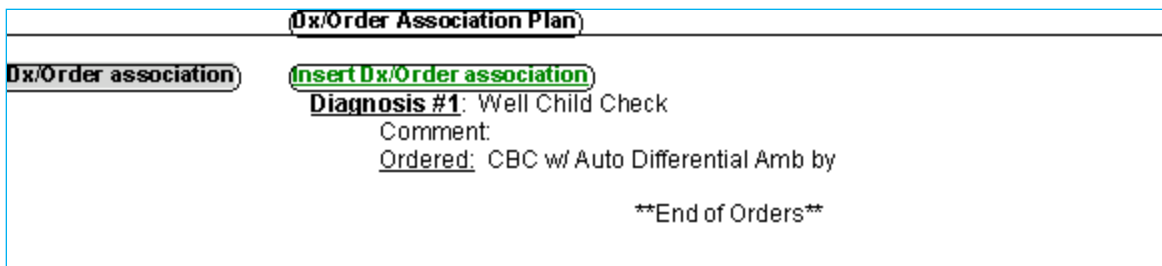 Dx/Order Association Plan
Dx/Order association Insert Dx/Order association
Diagnosis #1: Well Child Check
Comment:
Ordered: CBC w/ Auto Differential Amb by
**End of Orders**